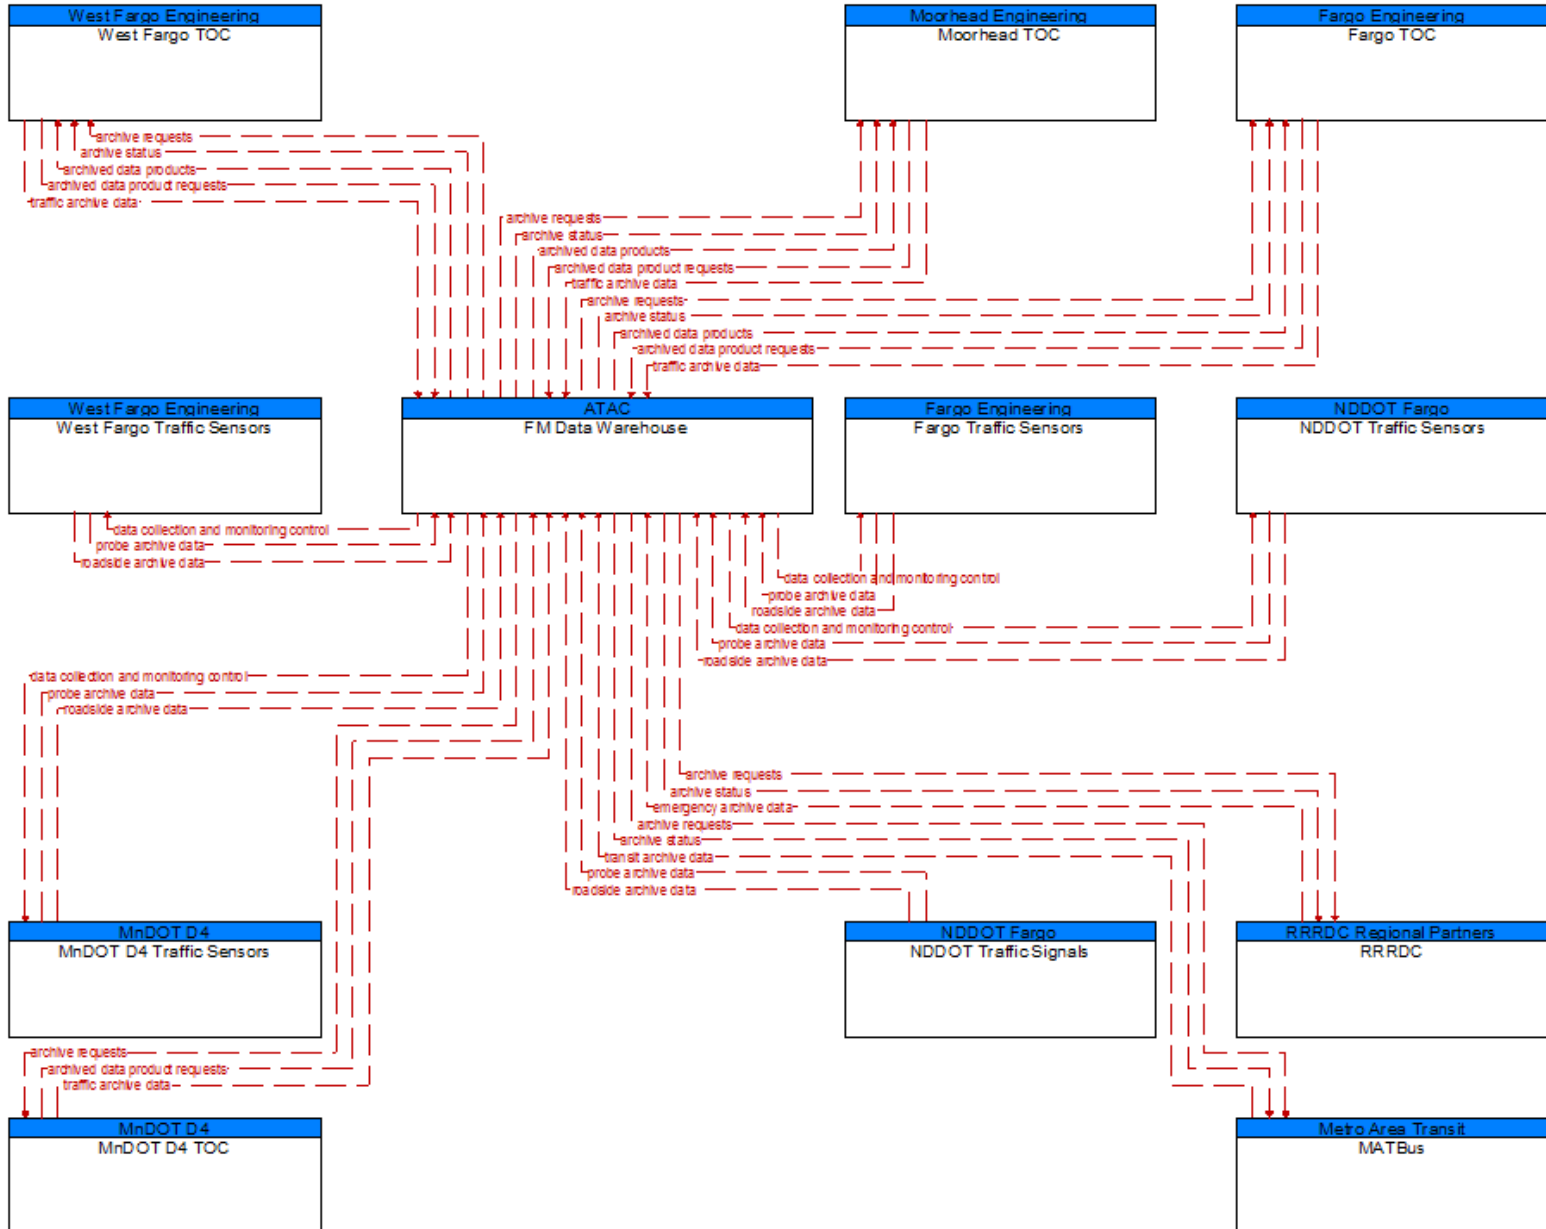 West Fargo Engineering
West Fargo TOC
Moorhead Engineering
Moorhead TOC
Fargo Engineering
Fargo TOC
archive requests
archive status
archived data products
archived data product requests
traffic archive data
archive requests
archive status
archived data products
archived data product requests
traffic archive data
archive requests
archive status
archived data products
archived data product requests
traffic archive data
West Fargo Engineering
West Fargo Traffic Sensors
ATAC
FM Data Warehouse
Fargo Engineering
Fargo Traffic Sensors
NDDOT Fargo
NDDOT Traffic Sensors
data collection and monitoring control
probe archive data
roadside archive data
data collection and monitoring control
probe archive data
roadside archive data
data collection and monitoring control
probe archive data
roadside archive data
data collection and monitoring control
probe archive data
roadside archive data
archive requests
archive status
emergency archive data
archive requests
archive status
transit archive data
probe archive data
roadside archive data
MnDOT D4
MnDOT D4 Traffic Sensors
NDDOT Fargo
NDDOT Traffic Signals
RRRDC Regional Partners
RRRDC
archive requests
archived data product requests
traffic archive data
MnDOT D4
MnDOT D4 TOC
Metro Area Transit
MATBus